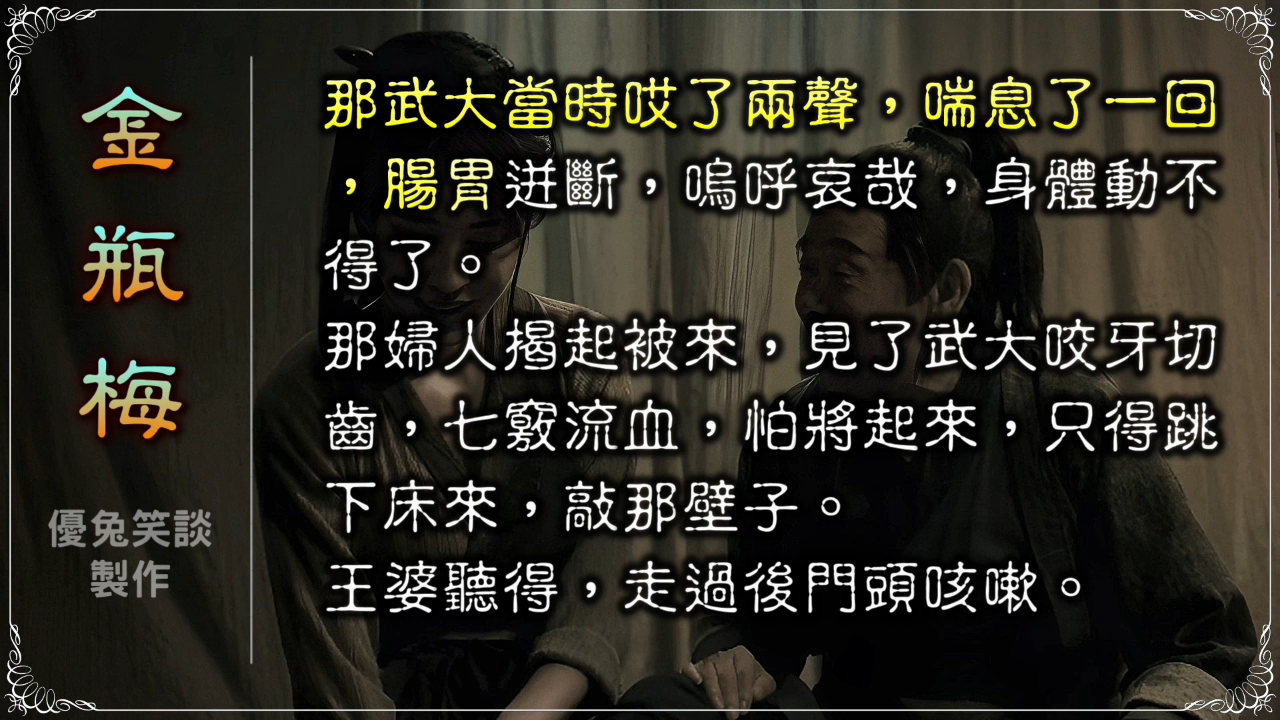 金瓶梅
優兔笑談
製作
那武大當時哎了兩聲，喘息了一回
，腸胃迸斷，嗚呼哀哉，身體動不
得了。
那婦人揭起被來，見了武大咬牙切
齒，七竅流血，怕將起來，只得跳
下床來，敲那壁子。
王婆聽得，走過後門頭咳嗽。